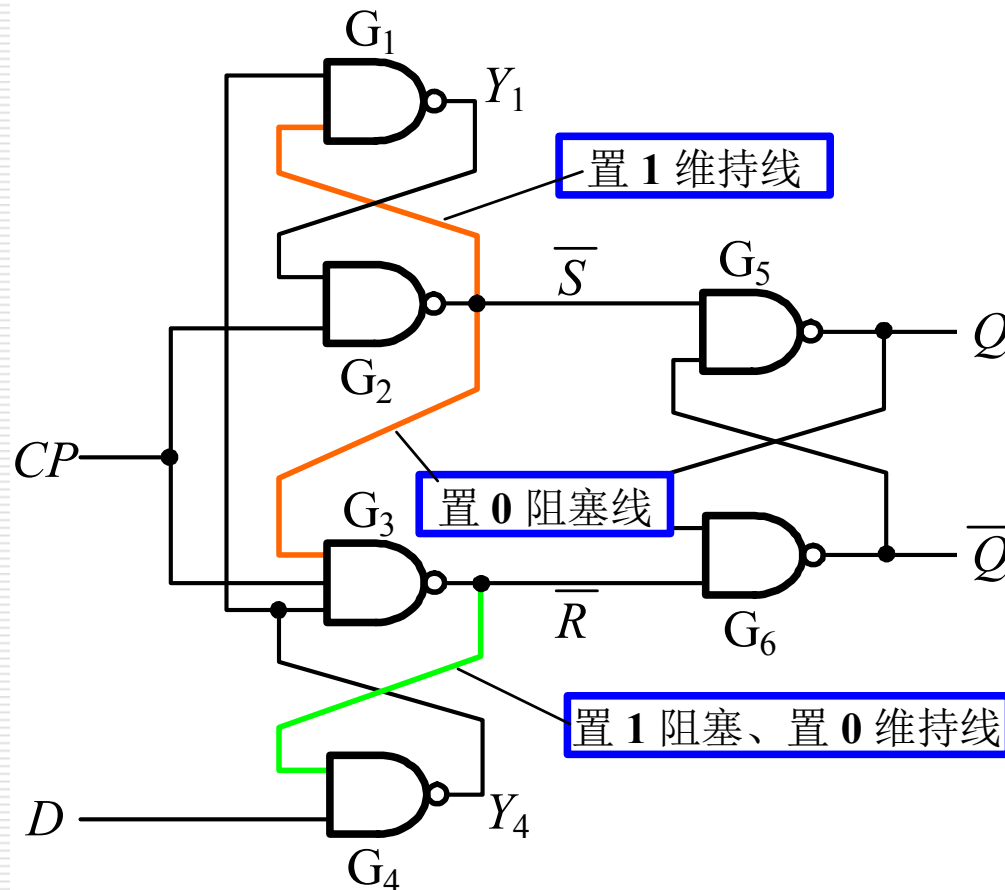 G₁
Y₁
置 1 维持线
S̅
G₅
Q
G₂
CP
置 0 阻塞线
G₃
Q̅
R̅
G₆
置 1 阻塞、置 0 维持线
D
Y₄
G₄